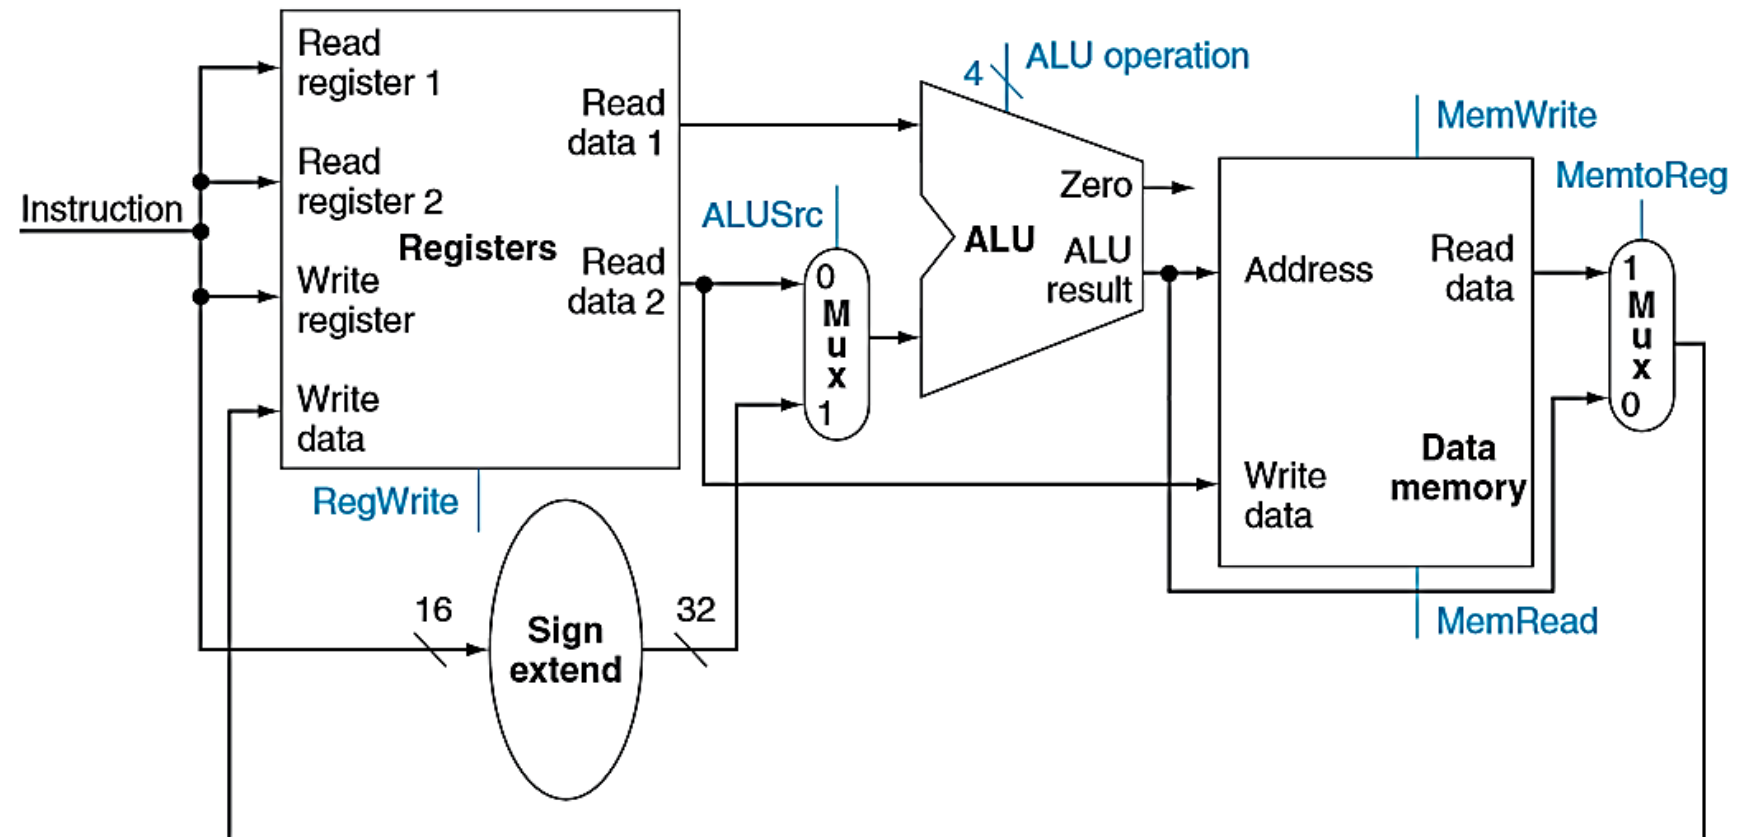 Instruction
Read
register 1
Read
register 2
Write
register
Write
data
Registers
Read
data 1
Read
data 2
RegWrite
16
Sign
extend
32
ALUSrc
0
M
u
x
1
4
ALU operation
Zero
ALU
ALU
result
MemWrite
Address
Read
data
Write
data
Data
memory
MemRead
MemtoReg
1
M
u
x
0